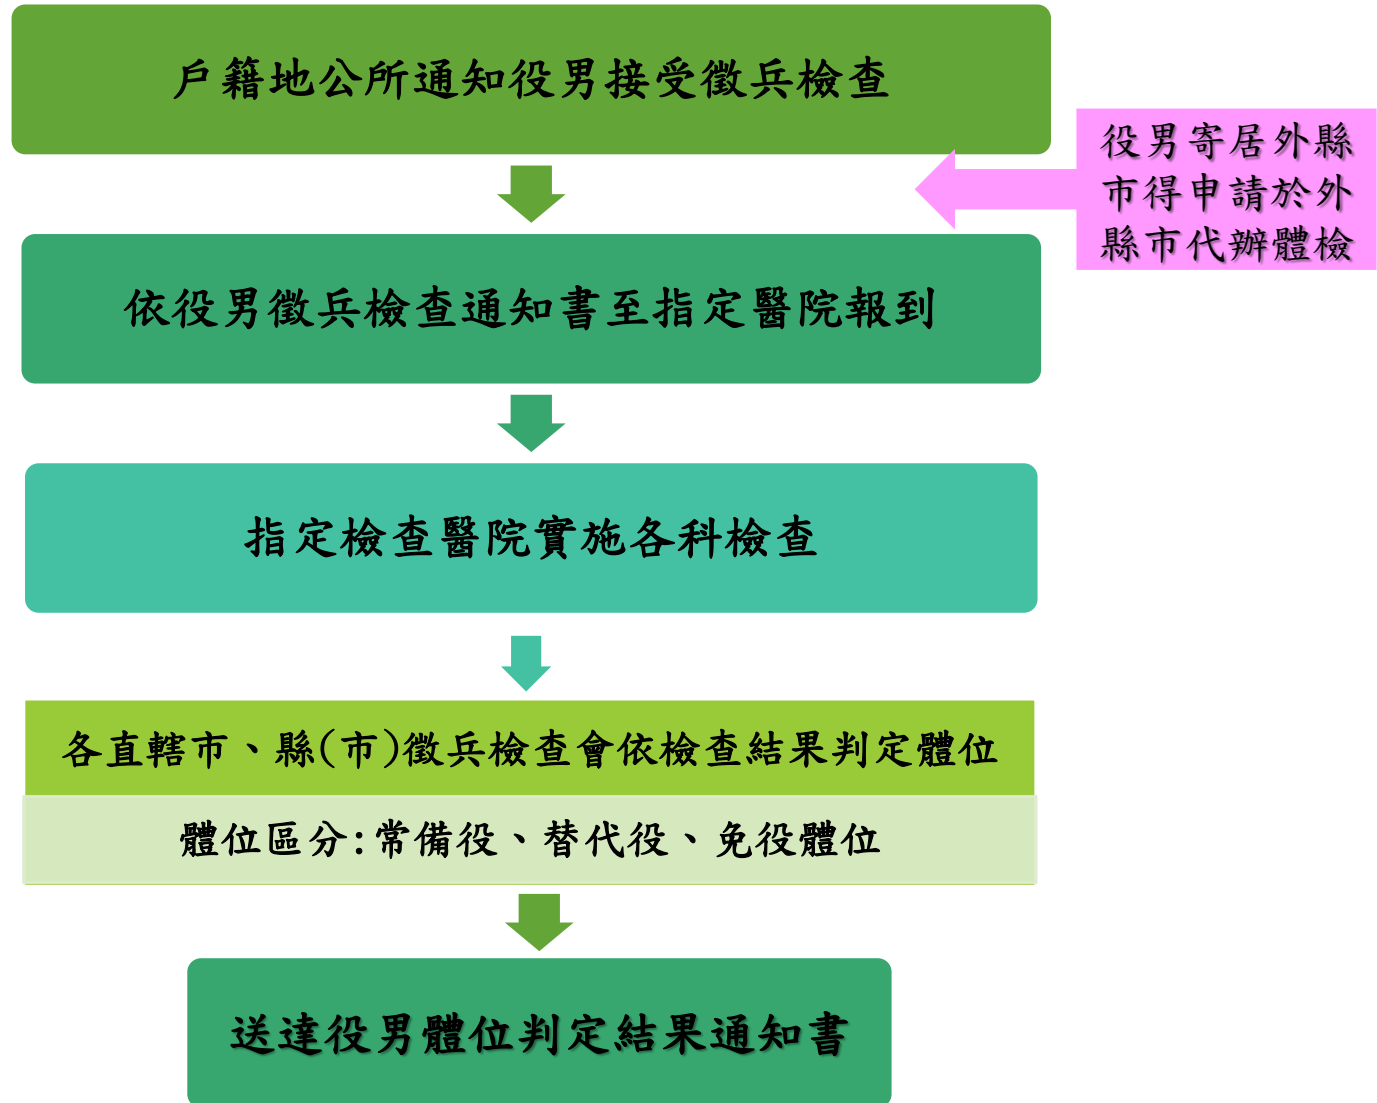 戶籍地公所通知役男接受徵兵檢查
役男寄居外縣
市得申請於外
縣市代辦體檢
依役男徵兵檢查通知書至指定醫院報到
指定檢查醫院實施各科檢查
各直轄市、縣(市)徵兵檢查會依檢查結果判定體位
體位區分:常備役、替代役、免役體位
送達役男體位判定結果通知書